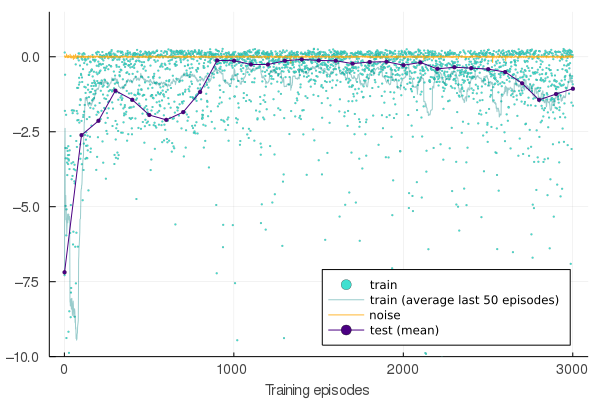 0.0
−2.5
−5.0
−7.5
−10.0
0
1000
2000
3000
Training episodes
train
train (average last 50 episodes)
noise
test (mean)